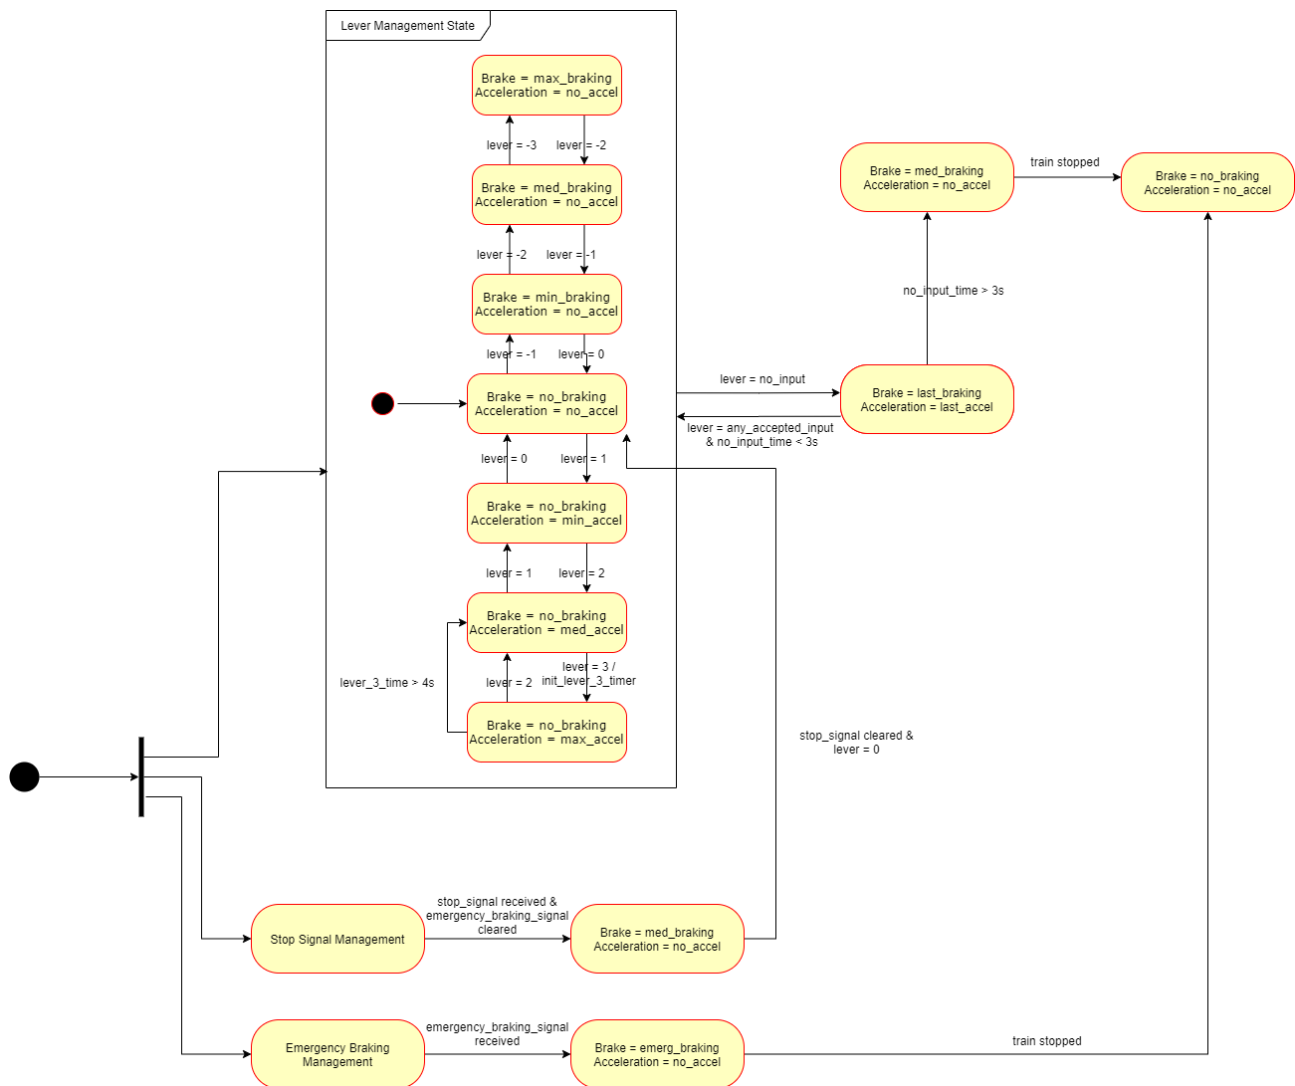 Lever Management State
Brake = max_braking
Acceleration = no_accel
lever = -3
lever = -2
Brake = med_braking
Acceleration = no_accel
lever = -2
lever = -1
Brake = min_braking
Acceleration = no_accel
lever = -1
lever = 0
Brake = no_braking
Acceleration = no_accel
lever = 0
lever = 1
Brake = no_braking
Acceleration = min_accel
lever = 1
lever = 2
Brake = no_braking
Acceleration = med_accel
lever_3_time > 4s
lever = 2
lever = 3 /
init_lever_3_timer
Brake = no_braking
Acceleration = max_accel
Brake = med_braking
Acceleration = no_accel
train stopped
Brake = no_braking
Acceleration = no_accel
no_input_time > 3s
lever = no_input
Brake = last_braking
Acceleration = last_accel
lever = any_accepted_input
& no_input_time < 3s
stop_signal cleared &
lever = 0
Stop Signal Management
stop_signal received &
emergency_braking_signal
cleared
Brake = med_braking
Acceleration = no_accel
Emergency Braking
Management
emergency_braking_signal
received
Brake = emerg_braking
Acceleration = no_accel
train stopped